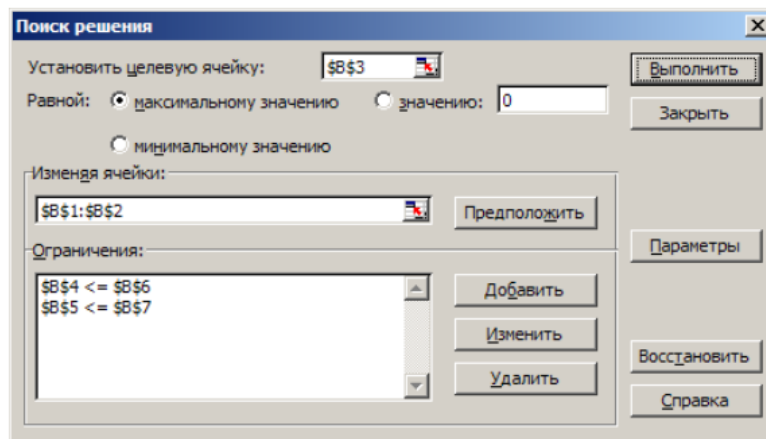 Поиск решения
Установить целевую ячейку: $B$3
Выполнить
Равной: максимальному значению значению: 0
Закрыть
минимальному значению
Изменяя ячейки:
$B$1:$B$2
Предположить
Ограничения:
Параметры
$B$4 <= $B$6
$B$5 <= $B$7
Добавить
Изменить
Удалить
Восстановить
Справка